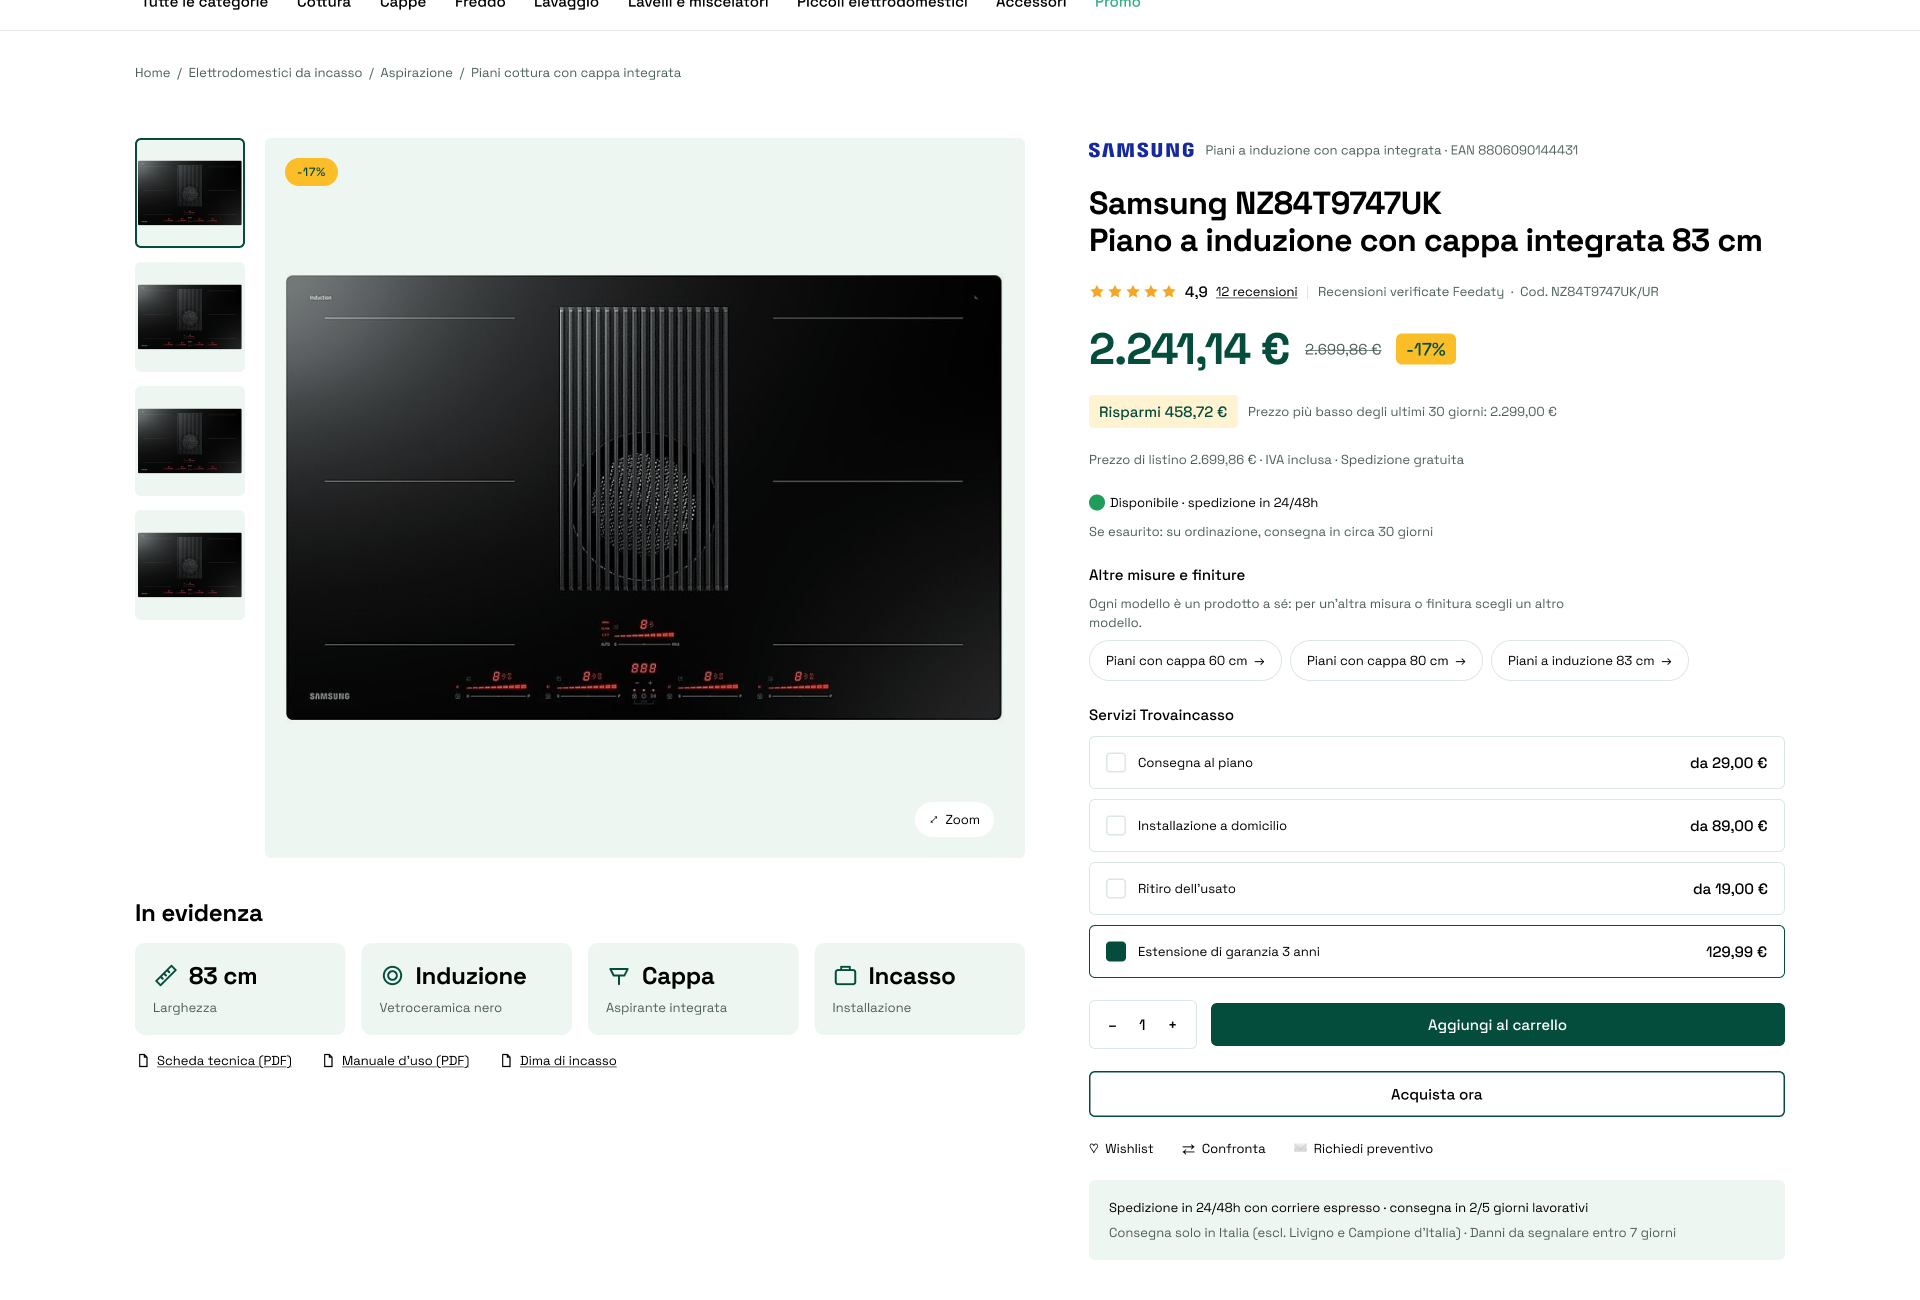 Tutte le categorie Cottura Cappe Freddo Lavaggio Lavelli e miscelatori Piccoli elettrodomestici Accessori Promo
Home / Elettrodomestici da incasso / Aspirazione / Piani cottura con cappa integrata
-17%
Induction
SAMSUNG
Zoom
SAMSUNG Piani a induzione con cappa integrata · EAN 8806090144431
Samsung NZ84T9747UK
Piano a induzione con cappa integrata 83 cm
4,9 12 recensioni Recensioni verificate Feedaty · Cod. NZ84T9747UK/UR
2.241,14 € 2.699,86 € -17%
Risparmi 458,72 € Prezzo più basso degli ultimi 30 giorni: 2.299,00 €
Prezzo di listino 2.699,86 € · IVA inclusa · Spedizione gratuita
Disponibile · spedizione in 24/48h
Se esaurito: su ordinazione, consegna in circa 30 giorni
Altre misure e finiture
Ogni modello è un prodotto a sé: per un'altra misura o finitura scegli un altro
modello.
Piani con cappa 60 cm → Piani con cappa 80 cm → Piani a induzione 83 cm →
Servizi Trovaincasso
Consegna al piano da 29,00 €
Installazione a domicilio da 89,00 €
Ritiro dell'usato da 19,00 €
Estensione di garanzia 3 anni 129,99 €
– 1 + Aggiungi al carrello
Acquista ora
Wishlist Confronta Richiedi preventivo
Spedizione in 24/48h con corriere espresso · consegna in 2/5 giorni lavorativi
Consegna solo in Italia (escl. Livigno e Campione d'Italia) · Danni da segnalare entro 7 giorni
In evidenza
83 cm
Larghezza
Induzione
Vetroceramica nero
Cappa
Aspirante integrata
Incasso
Installazione
Scheda tecnica (PDF) Manuale d'uso (PDF) Dima di incasso